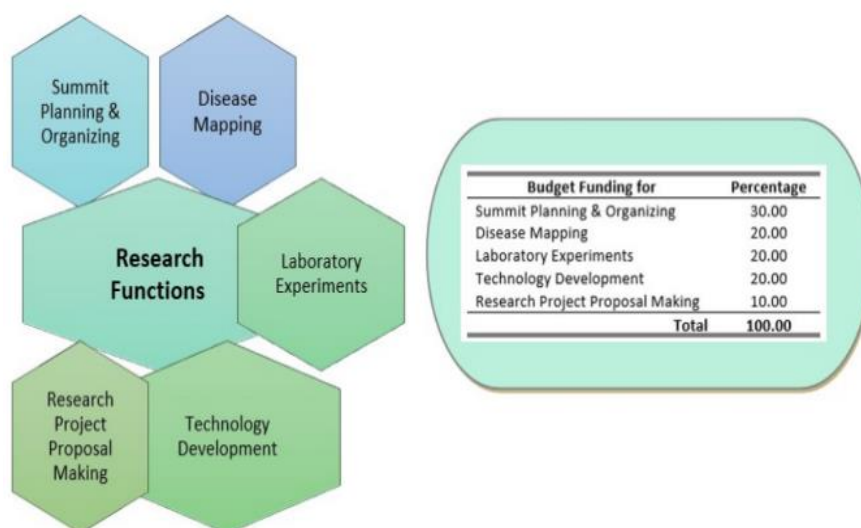 Summit
Planning &
Organizing
Disease
Mapping
Research
Functions
Laboratory
Experiments
Research
Project
Proposal
Making
Technology
Development
Budget Funding for Percentage
Summit Planning & Organizing 30.00
Disease Mapping 20.00
Laboratory Experiments 20.00
Technology Development 20.00
Research Project Proposal Making 10.00
Total 100.00